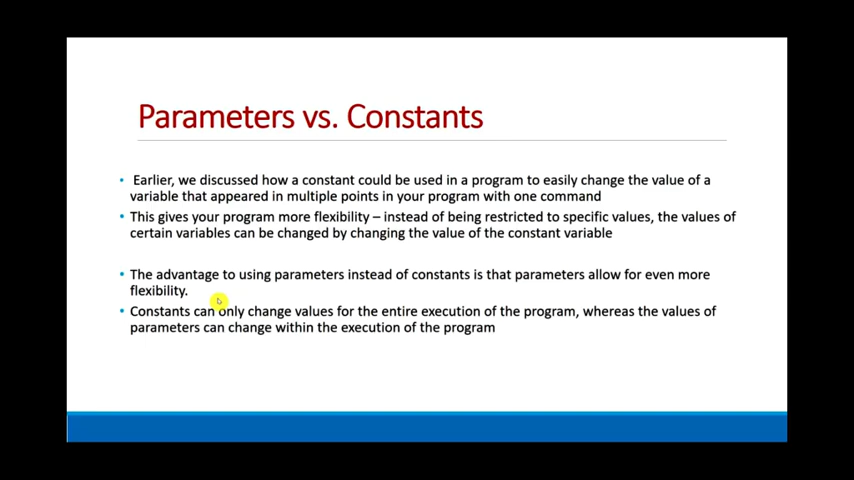 Parameters vs. Constants
• Earlier, we discussed how a constant could be used in a program to easily change the value of a
variable that appeared in multiple points in your program with one command
• This gives your program more flexibility – instead of being restricted to specific values, the values of
certain variables can be changed by changing the value of the constant variable
• The advantage to using parameters instead of constants is that parameters allow for even more
flexibility.
• Constants can only change values for the entire execution of the program, whereas the values of
parameters can change within the execution of the program